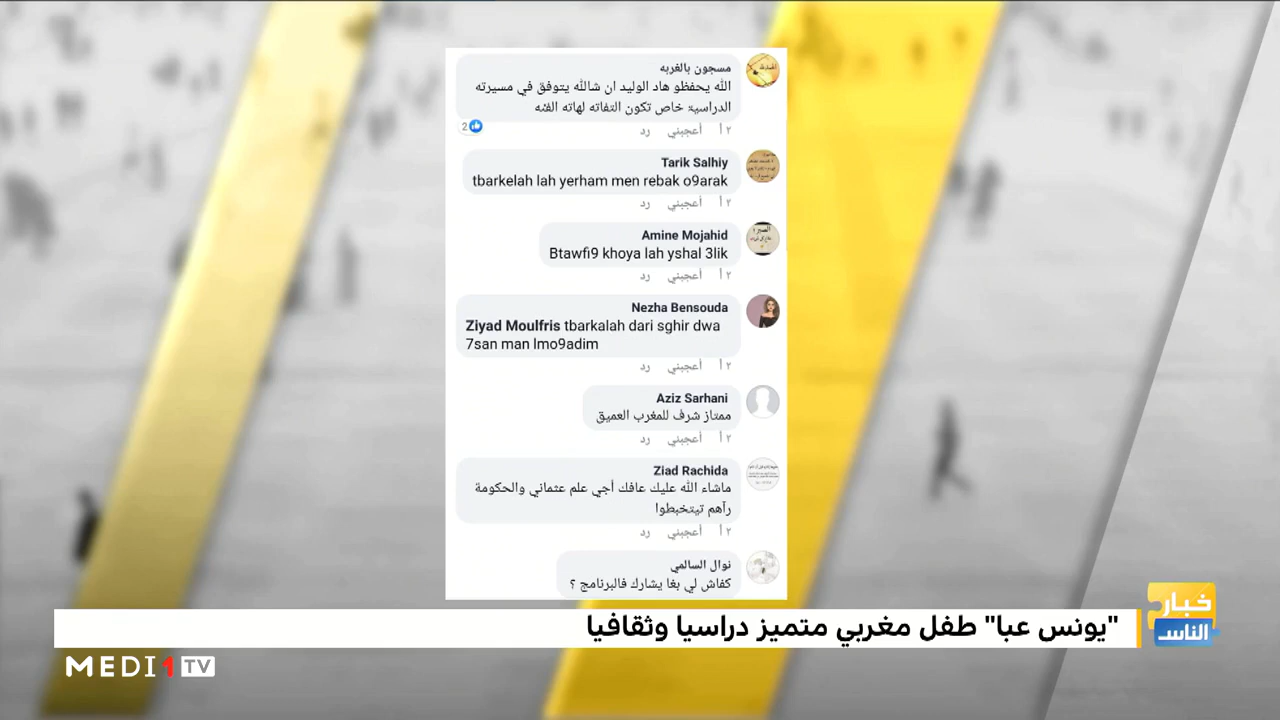 مسجون بالغربه
الله يحفظو هاد الوليد ان شالله يتوفق في مسيرته
الدراسية خاص تكون التفاته لهاته الفئه
٢ أ أعجبني رد
2
Tarik Salhiy
tbarkelah lah yerham men rebak o9arak
٢ أ أعجبني رد
Amine Mojahid
Btawfi9 khoya lah yshal 3lik
٢ أ أعجبني رد
Nezha Bensouda
Ziyad Moulfris tbarkalah dari sghir dwa
7san man lmo9adim
٢ أ أعجبني رد
Aziz Sarhani
ممتاز شرف للمغرب العميق
٢ أ أعجبني رد
Ziad Rachida
ماشاء الله عليك عافك أجي علم عثماني والحكومة
رآهم تيتخبطوا
٢ أ أعجبني رد
نوال السالمي
كفاش لي بغا يشارك فالبرنامج ؟
خبار
الناس
"يونس عبا" طفل مغربي متميز دراسيا وثقافيا
MEDI1 TV